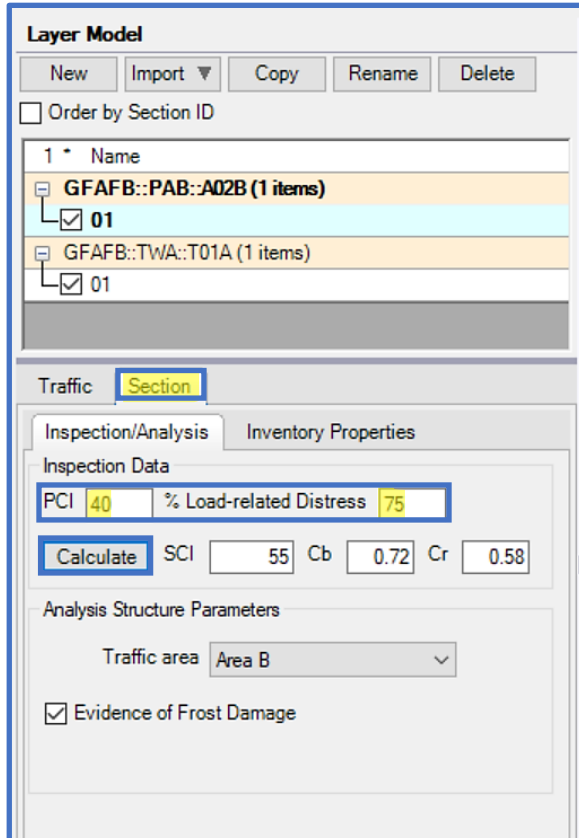 Layer Model
New Import Copy Rename Delete
Order by Section ID
1 * Name
GFAFB::PAB::A02B (1 items)
01
GFAFB::TWA::T01A (1 items)
01
Traffic Section
Inspection/Analysis Inventory Properties
Inspection Data
PCI 40 % Load-related Distress 75
Calculate SCI 55 Cb 0.72 Cr 0.58
Analysis Structure Parameters
Traffic area Area B
Evidence of Frost Damage